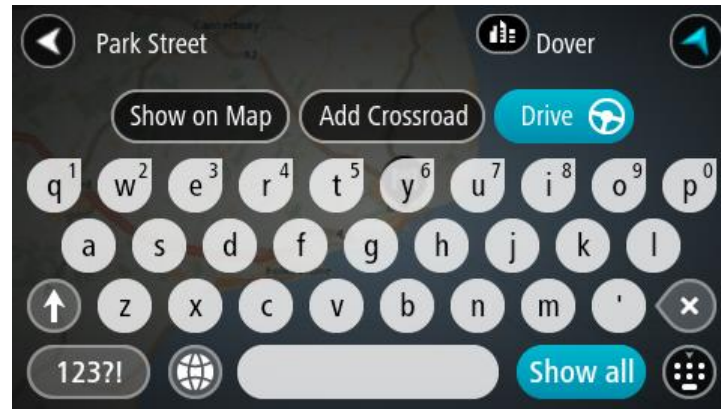 Park Street Dover
Show on Map Add Crossroad Drive
q1 w2 e3 r4 t5 y6 u7 i8 o9 p0
a s d f g h j k l
z x c v b n m '
123?! Show all